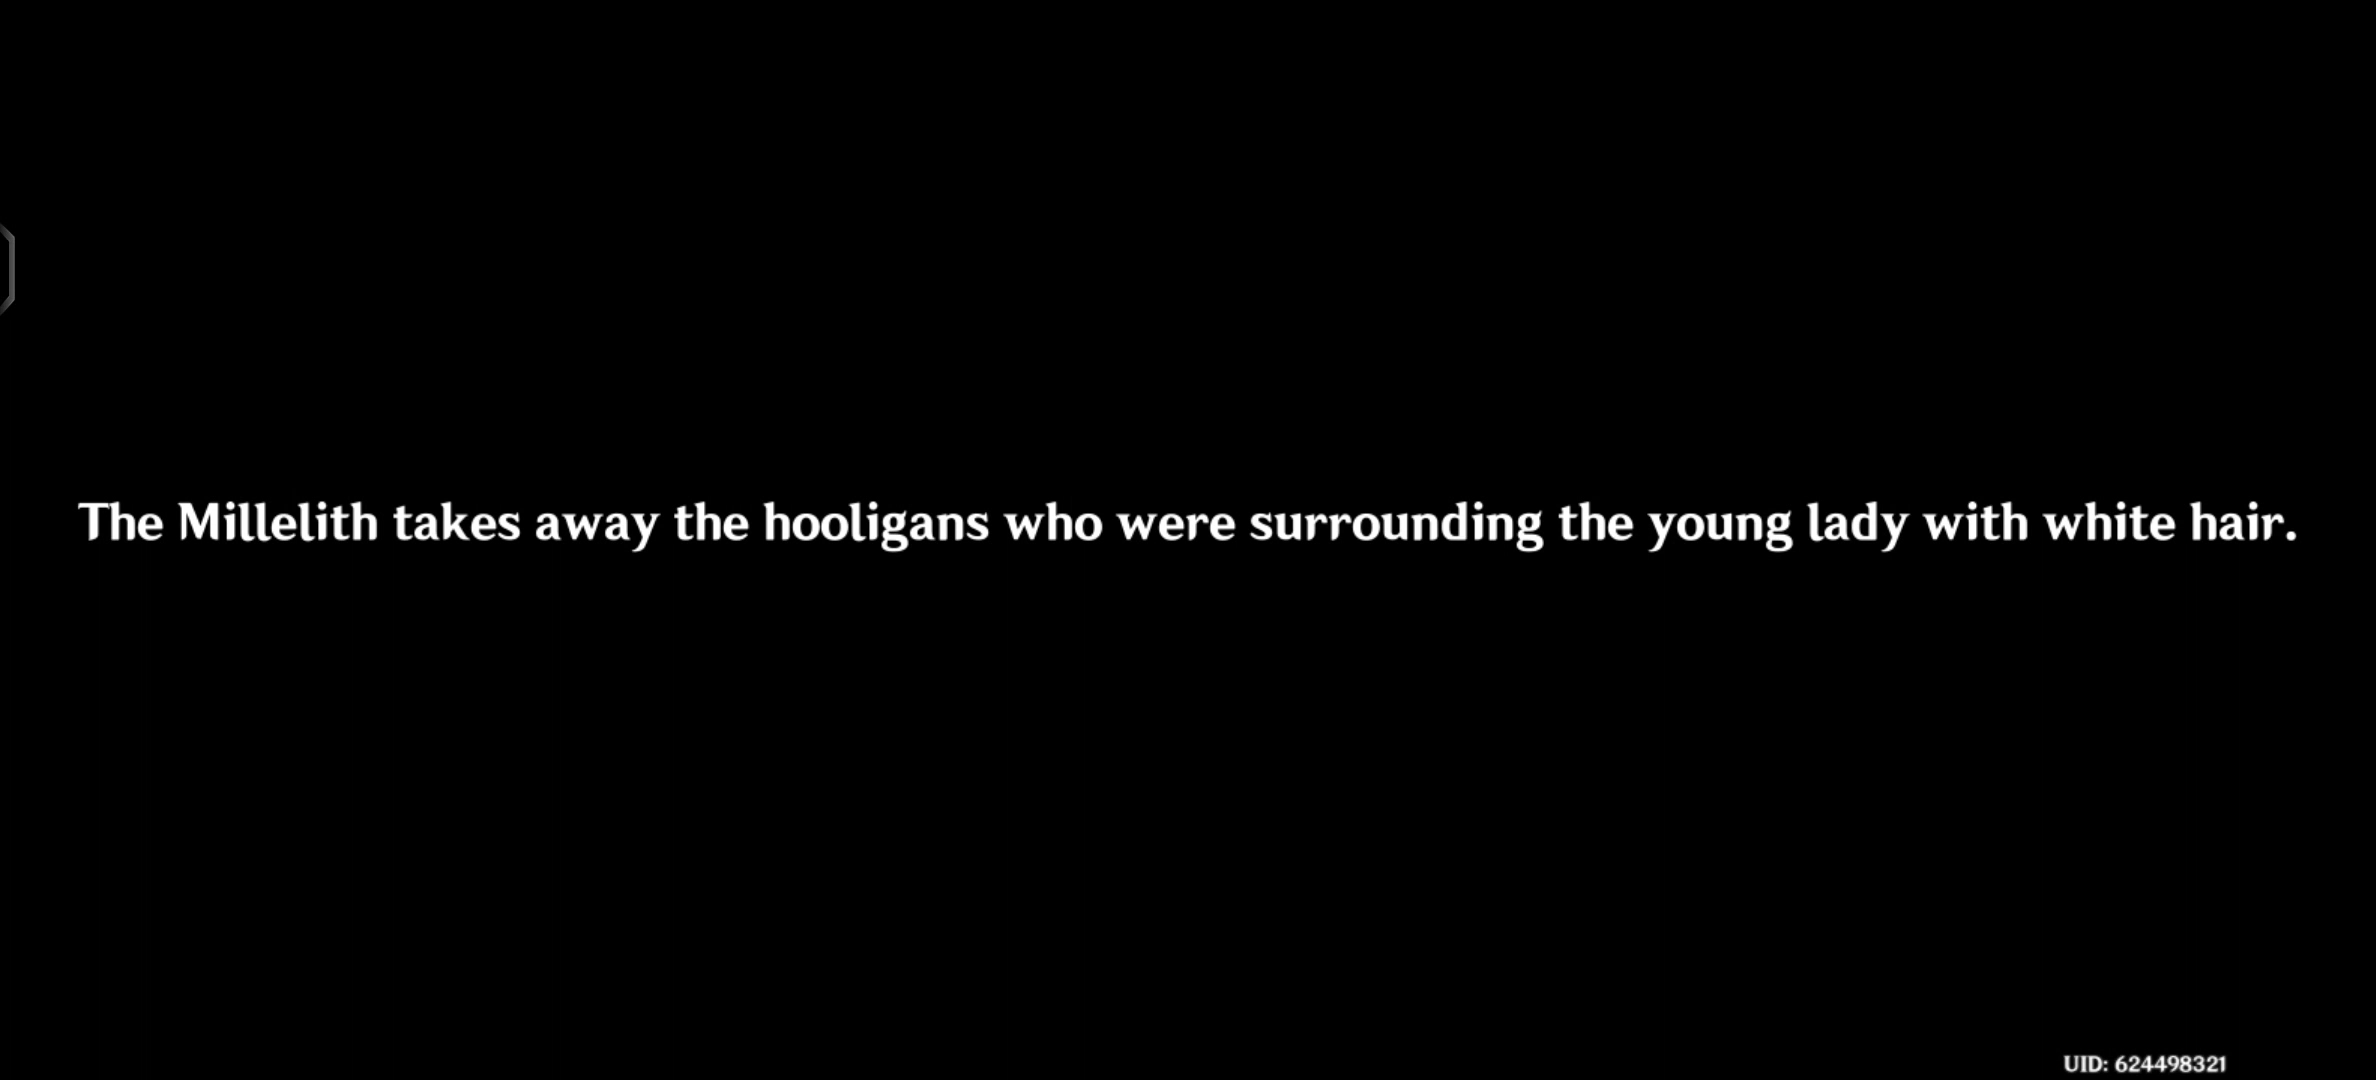 The Millelith takes away the hooligans who were surrounding the young lady with white hair.
UID: 624498321